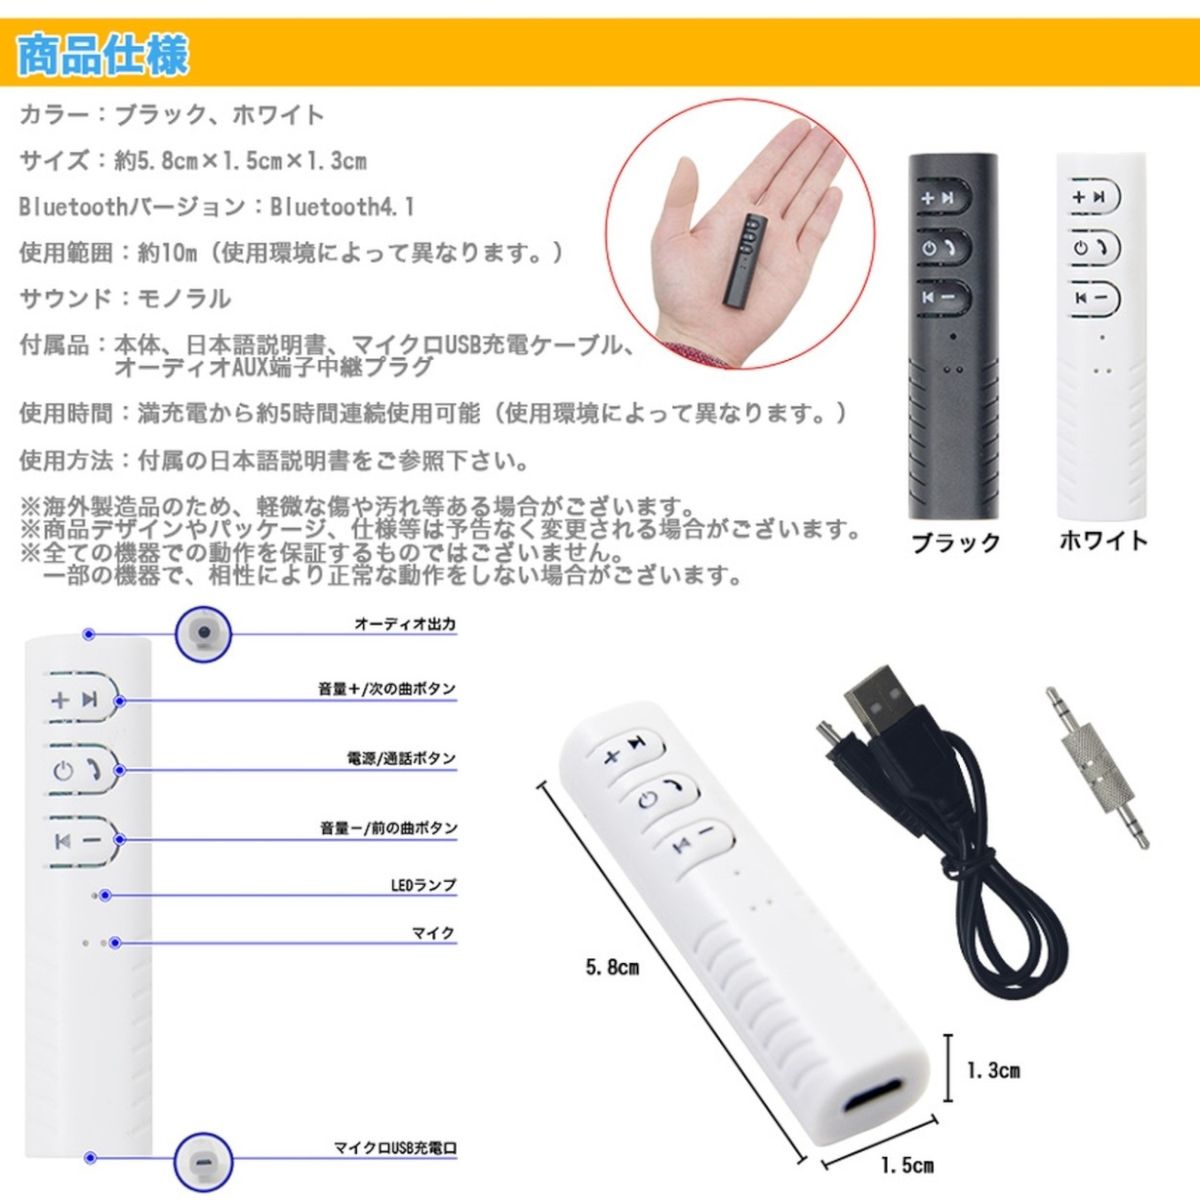 商品仕様
カラー：ブラック、ホワイト
サイズ：約5.8cm×1.5cm×1.3cm
Bluetoothバージョン：Bluetooth4.1
使用範囲：約10m（使用環境によって異なります。）
サウンド：モノラル
付属品：本体、日本語説明書、マイクロUSB充電ケーブル、
オーディオAUX端子中継プラグ
使用時間：満充電から約5時間連続使用可能（使用環境によって異なります。）
使用方法：付属の日本語説明書をご参照下さい。
※海外製造品のため、軽微な傷や汚れ等ある場合がございます。
※商品デザインやパッケージ、仕様等は予告なく変更される場合がございます。
※全ての機器での動作を保証するものではございません。
一部の機器で、相性により正常な動作をしない場合がございます。
ブラック
ホワイト
オーディオ出力
音量＋/次の曲ボタン
電源/通話ボタン
音量－/前の曲ボタン
LEDランプ
マイク
マイクロUSB充電口
5.8cm
1.3cm
1.5cm